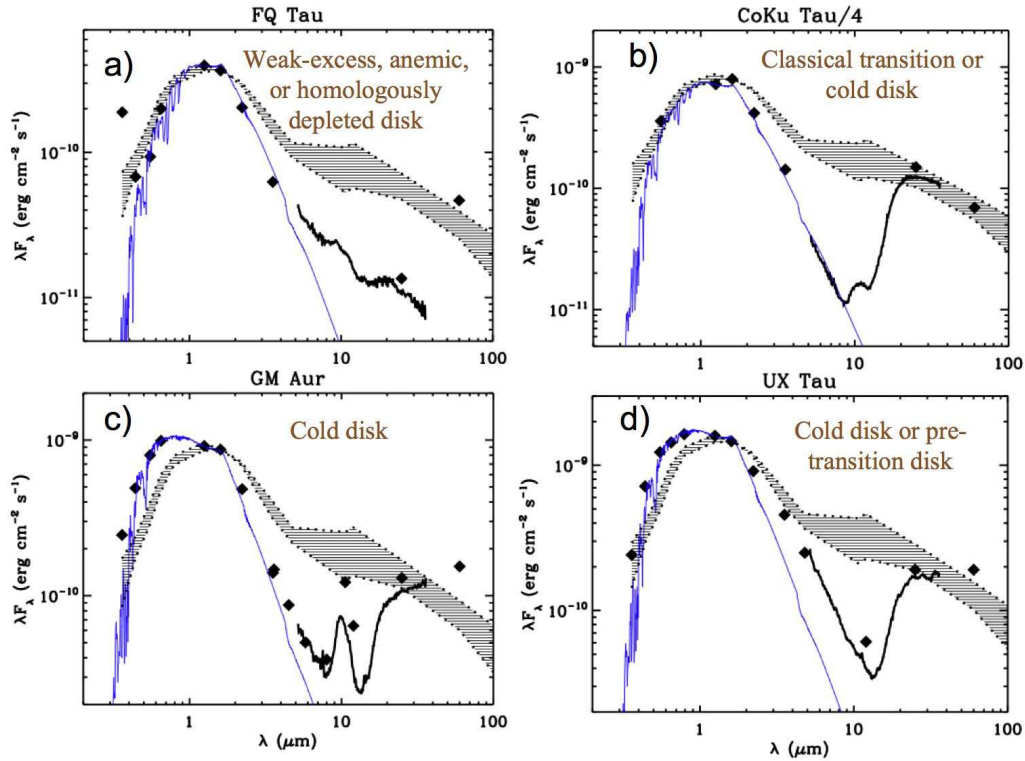 FQ Tau
a)
Weak-excess, anemic,
or homologously
depleted disk
10⁻¹⁰
10⁻¹¹
λF_λ (erg cm⁻² s⁻¹)
1
10
100
CoKu Tau/4
b)
Classical transition or
cold disk
10⁻⁹
10⁻¹⁰
10⁻¹¹
λF_λ (erg cm⁻² s⁻¹)
1
10
100
GM Aur
c)
Cold disk
10⁻⁹
10⁻¹⁰
λF_λ (erg cm⁻² s⁻¹)
1
10
100
λ (μm)
UX Tau
d)
Cold disk or pre-
transition disk
10⁻⁹
10⁻¹⁰
λF_λ (erg cm⁻² s⁻¹)
1
10
100
λ (μm)